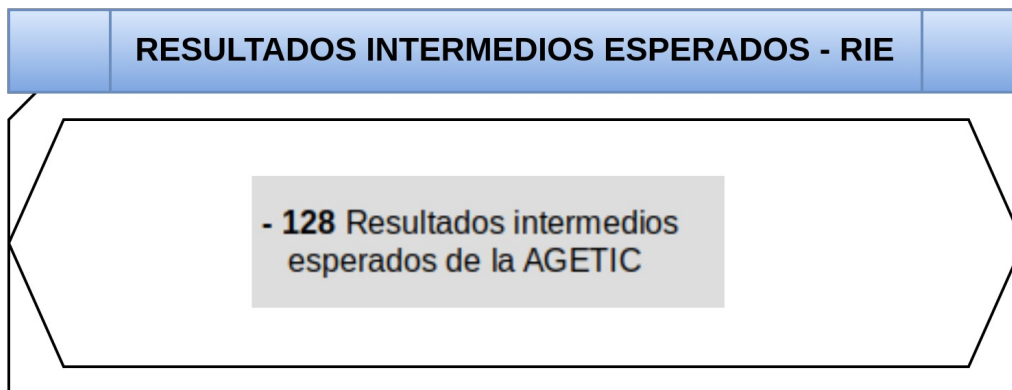 RESULTADOS INTERMEDIOS ESPERADOS - RIE
- 128 Resultados intermedios
esperados de la AGETIC